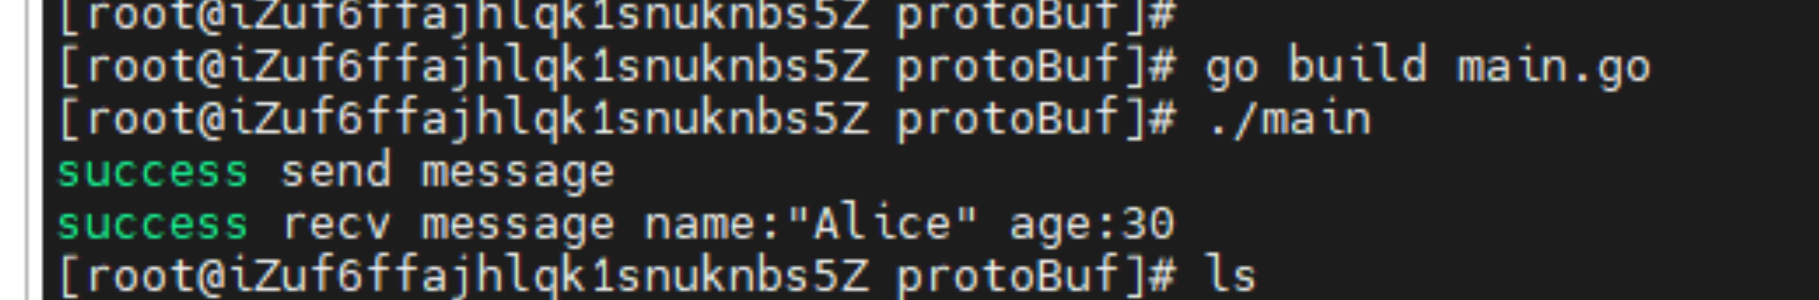 [root@iZuf6ffajhlqk1snuknbs5Z protoBuf]#
[root@iZuf6ffajhlqk1snuknbs5Z protoBuf]# go build main.go
[root@iZuf6ffajhlqk1snuknbs5Z protoBuf]# ./main
success send message
success recv message name:"Alice" age:30
[root@iZuf6ffajhlqk1snuknbs5Z protoBuf]# ls